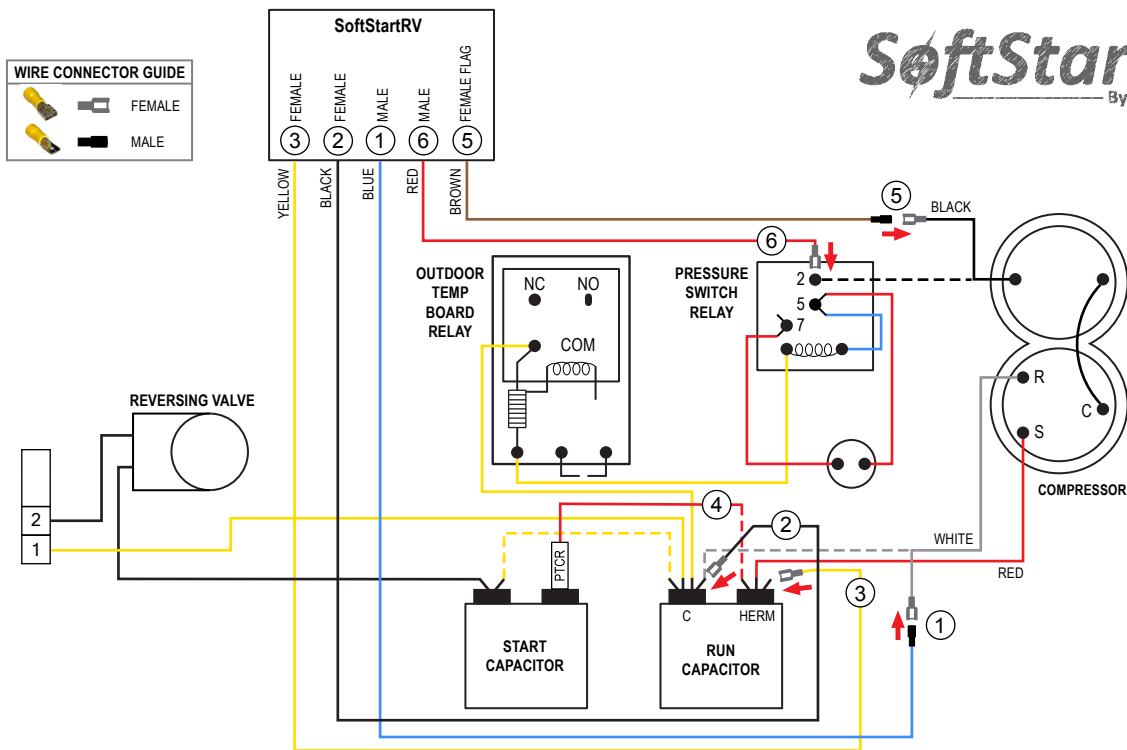 SoftStartRV
SoftStar
By
WIRE CONNECTOR GUIDE
FEMALE
MALE
FEMALE
FEMALE
MALE
MALE
FEMALE FLAG
3
2
1
6
5
YELLOW
BLACK
BLUE
RED
BROWN
5
BLACK
6
OUTDOOR
TEMP
BOARD
RELAY
NC
NO
COM
PRESSURE
SWITCH
RELAY
2
5
7
R
C
S
COMPRESSOR
REVERSING VALVE
2
1
4
2
WHITE
RED
PTCR
3
1
C
HERM
START
CAPACITOR
RUN
CAPACITOR